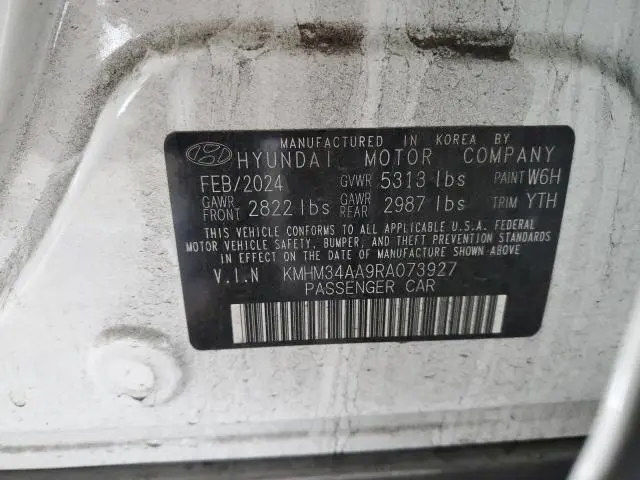 MANUFACTURED IN KOREA BY
HYUNDAI MOTOR COMPANY
FEB/2024 GVWR 5313 lbs PAINT W6H
GAWR FRONT 2822 lbs GAWR REAR 2987 lbs TRIM YTH
THIS VEHICLE CONFORMS TO ALL APPLICABLE U.S.A. FEDERAL
MOTOR VEHICLE SAFETY, BUMPER, AND THEFT PREVENTION STANDARDS
IN EFFECT ON THE DATE OF MANUFACTURE SHOWN ABOVE
V.I.N KMHM34AA9RA073927
PASSENGER CAR